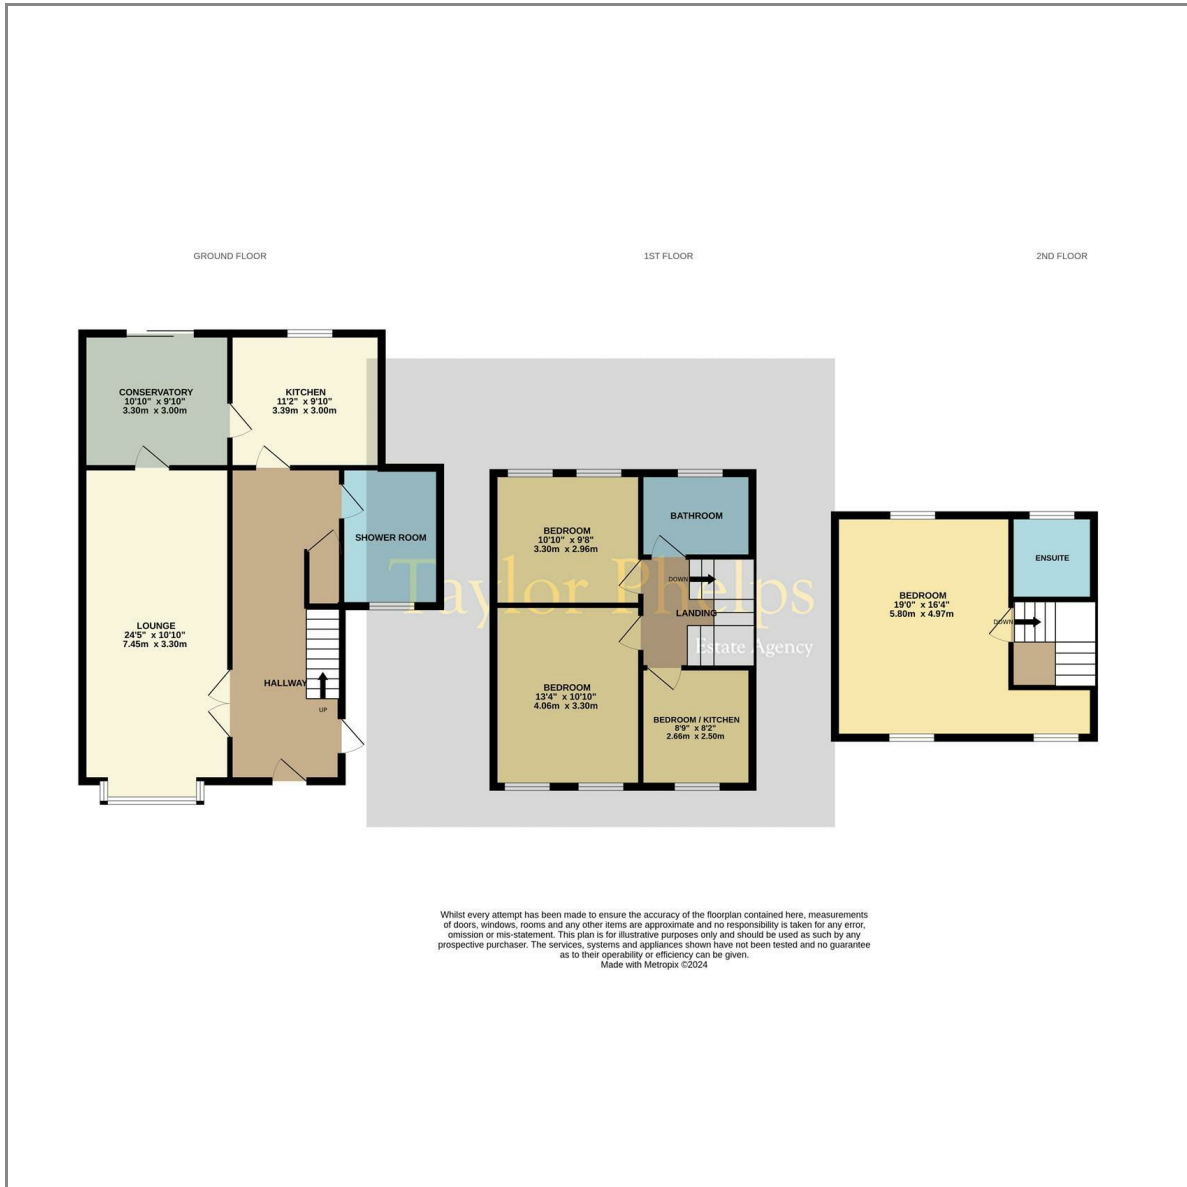 GROUND FLOOR
1ST FLOOR
2ND FLOOR
CONSERVATORY
10'10" x 9'10"
3.30m x 3.00m
KITCHEN
11'2" x 9'10"
3.39m x 3.00m
SHOWER ROOM
LOUNGE
24'5" x 10'10"
7.45m x 3.30m
HALLWAY
UP
BEDROOM
10'10" x 9'8"
3.30m x 2.96m
BATHROOM
DOWN
LANDING
BEDROOM
13'4" x 10'10"
4.06m x 3.30m
BEDROOM / KITCHEN
8'9" x 8'2"
2.66m x 2.50m
BEDROOM
19'0" x 16'4"
5.80m x 4.97m
ENSUITE
DOWN
Taylor Phelps
Estate Agency
Whilst every attempt has been made to ensure the accuracy of the floorplan contained here, measurements
of doors, windows, rooms and any other items are approximate and no responsibility is taken for any error,
omission or mis-statement. This plan is for illustrative purposes only and should be used as such by any
prospective purchaser. The services, systems and appliances shown have not been tested and no guarantee
as to their operability or efficiency can be given.
Made with Metropix ©2024